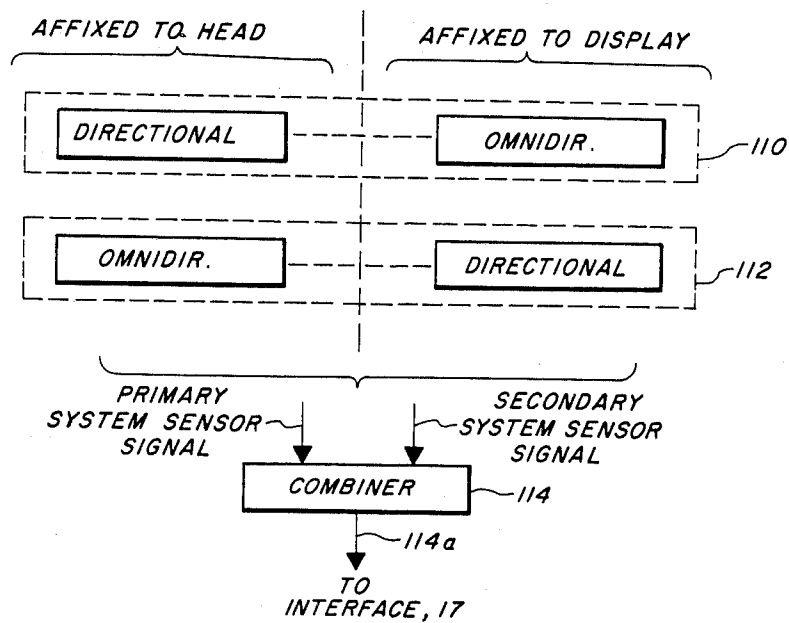 AFFIXED TO HEAD
AFFIXED TO DISPLAY
DIRECTIONAL
OMNIDIR.
110
OMNIDIR.
DIRECTIONAL
112
PRIMARY
SYSTEM SENSOR
SIGNAL
SECONDARY
SYSTEM SENSOR
SIGNAL
COMBINER
114
114a
TO
INTERFACE, 17